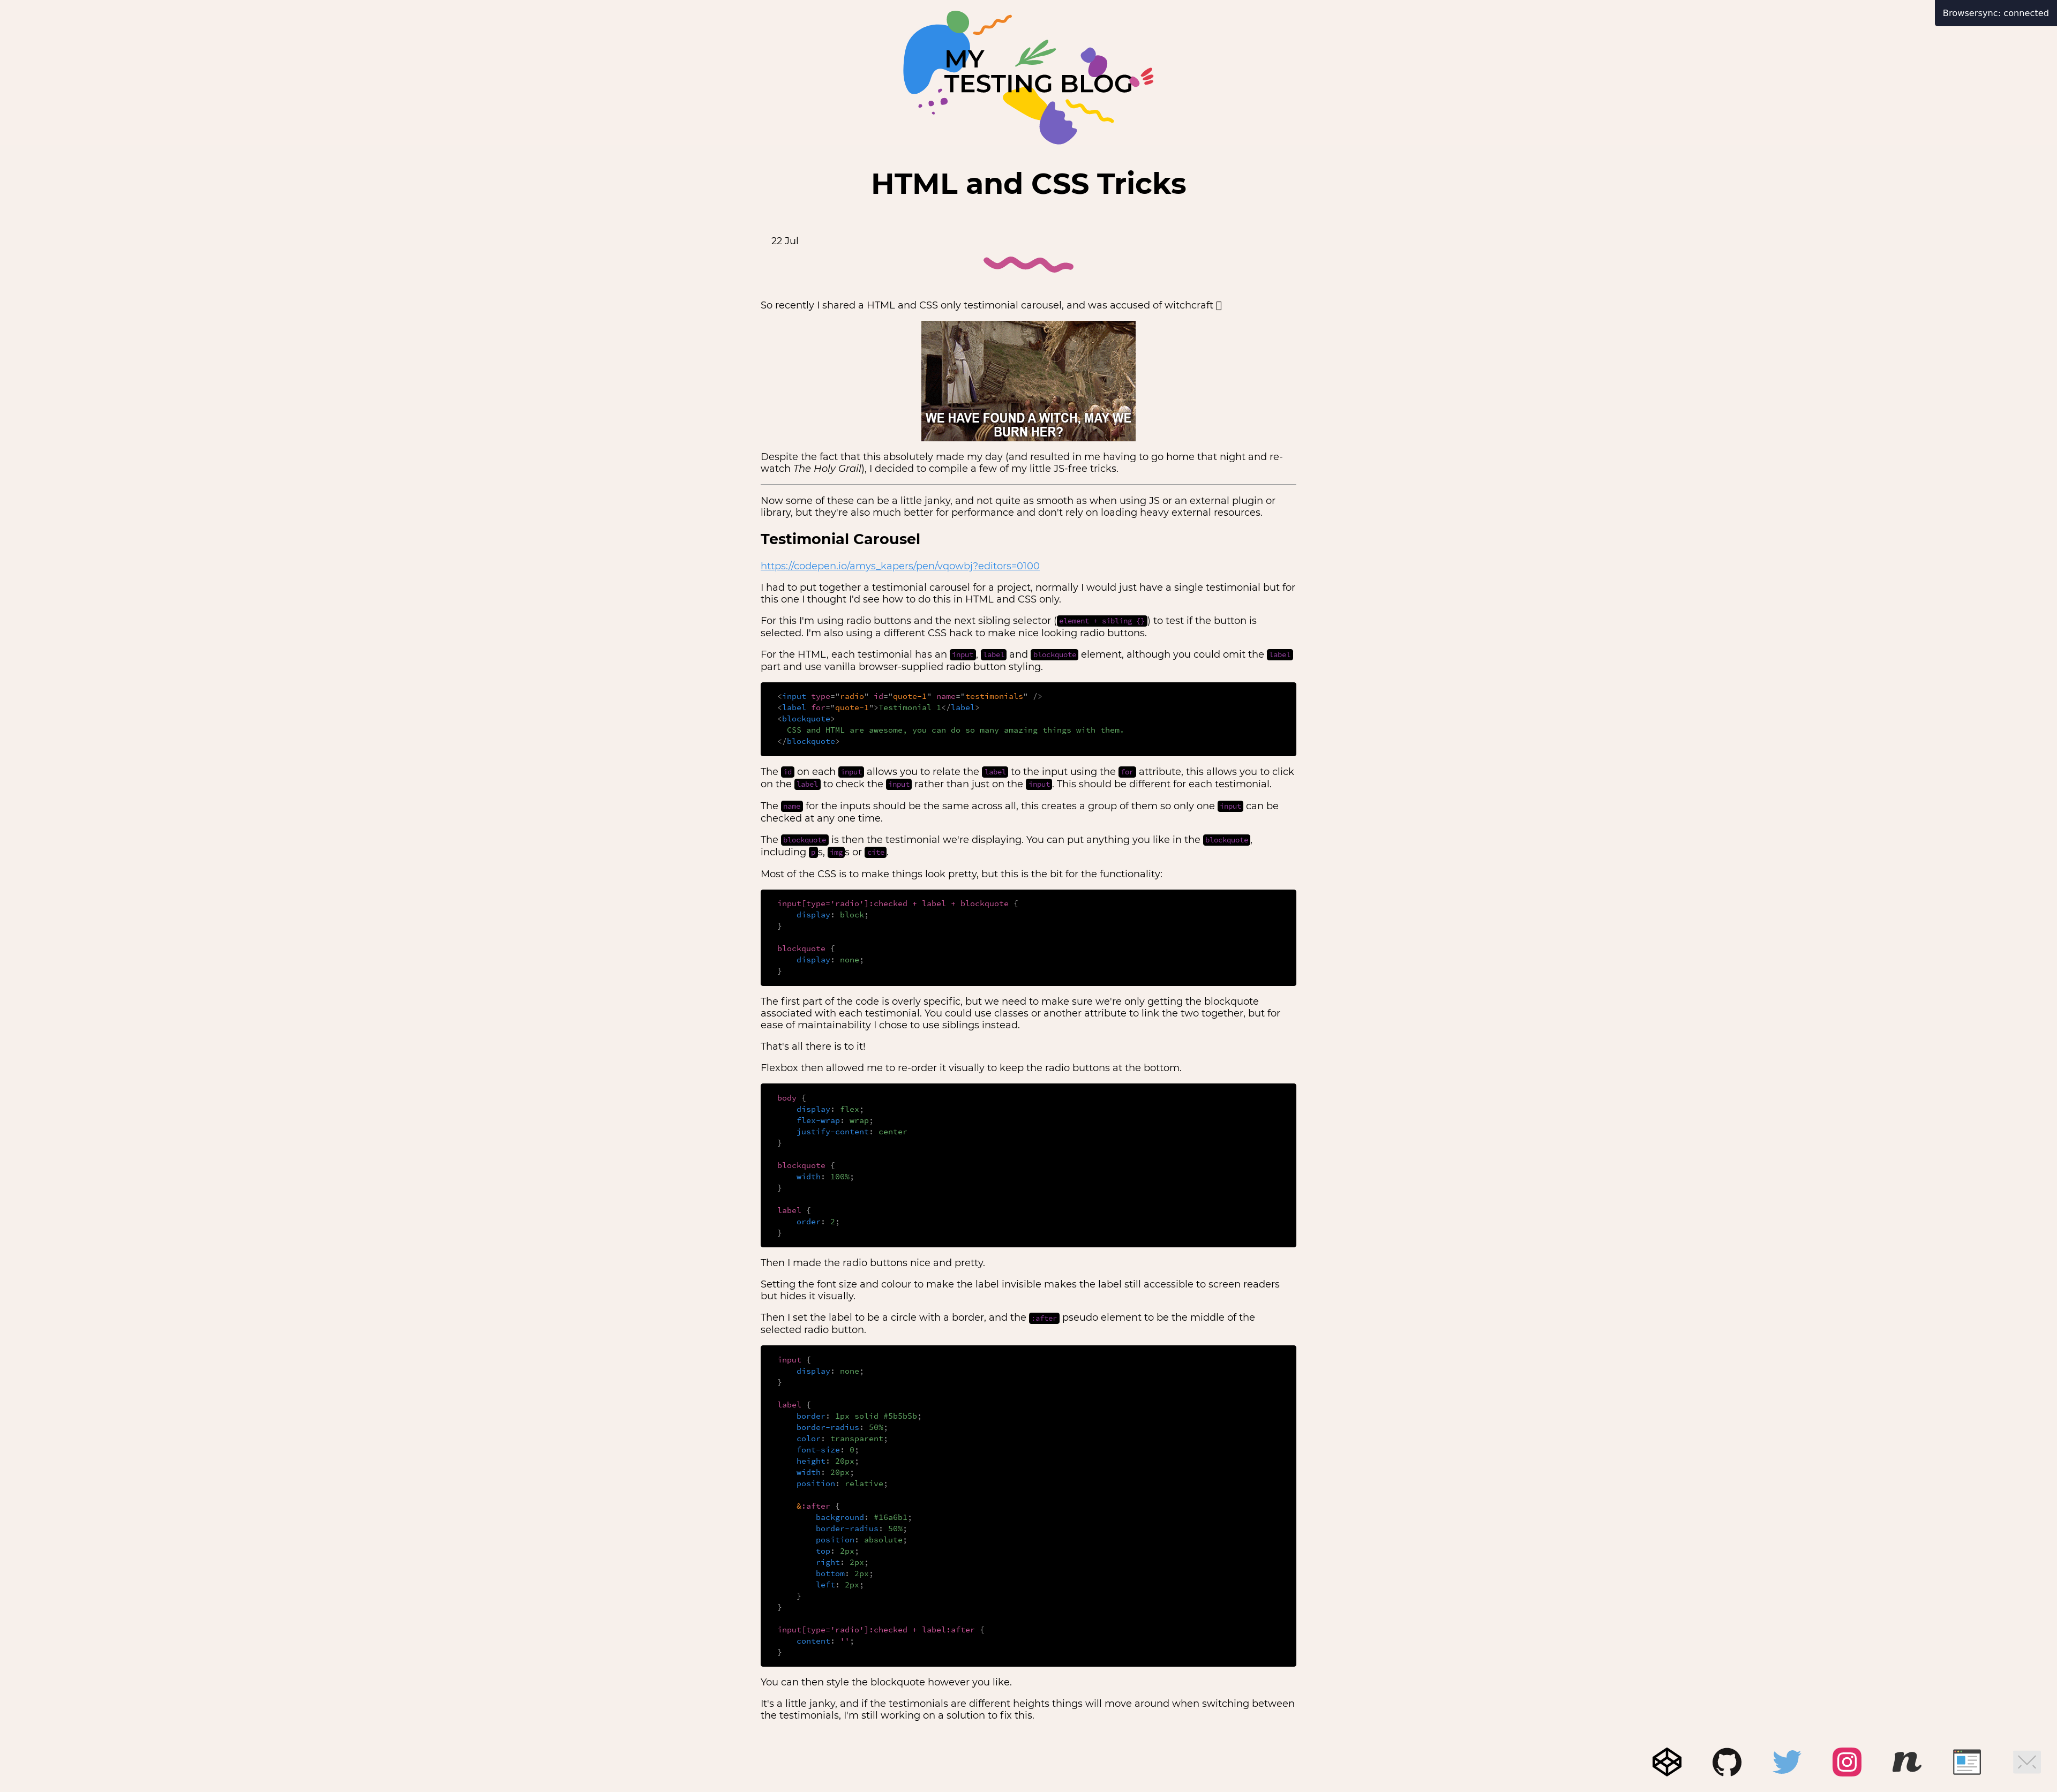 Browsersync: connected
MY
TESTING BLOG
HTML and CSS Tricks
22 Jul
So recently I shared a HTML and CSS only testimonial carousel, and was accused of witchcraft
WE HAVE FOUND A WITCH, MAY WE
BURN HER?
Despite the fact that this absolutely made my day (and resulted in me having to go home that night and re-
watch The Holy Grail), I decided to compile a few of my little JS-free tricks.
Now some of these can be a little janky, and not quite as smooth as when using JS or an external plugin or
library, but they're also much better for performance and don't rely on loading heavy external resources.
Testimonial Carousel
https://codepen.io/amys_kapers/pen/vqowbj?editors=0100
I had to put together a testimonial carousel for a project, normally I would just have a single testimonial but for
this one I thought I'd see how to do this in HTML and CSS only.
For this I'm using radio buttons and the next sibling selector (element + sibling {}) to test if the button is
selected. I'm also using a different CSS hack to make nice looking radio buttons.
For the HTML, each testimonial has an input, label and blockquote element, although you could omit the label
part and use vanilla browser-supplied radio button styling.
<input type="radio" id="quote-1" name="testimonials" />
<label for="quote-1">Testimonial 1</label>
<blockquote>
CSS and HTML are awesome, you can do so many amazing things with them.
</blockquote>
The id on each input allows you to relate the label to the input using the for attribute, this allows you to click
on the label to check the input rather than just on the input. This should be different for each testimonial.
The name for the inputs should be the same across all, this creates a group of them so only one input can be
checked at any one time.
The blockquote is then the testimonial we're displaying. You can put anything you like in the blockquote,
including ps, imgs or cite.
Most of the CSS is to make things look pretty, but this is the bit for the functionality:
input[type='radio']:checked + label + blockquote {
display: block;
}
blockquote {
display: none;
}
The first part of the code is overly specific, but we need to make sure we're only getting the blockquote
associated with each testimonial. You could use classes or another attribute to link the two together, but for
ease of maintainability I chose to use siblings instead.
That's all there is to it!
Flexbox then allowed me to re-order it visually to keep the radio buttons at the bottom.
body {
display: flex;
flex-wrap: wrap;
justify-content: center
}
blockquote {
width: 100%;
}
label {
order: 2;
}
Then I made the radio buttons nice and pretty.
Setting the font size and colour to make the label invisible makes the label still accessible to screen readers
but hides it visually.
Then I set the label to be a circle with a border, and the :after pseudo element to be the middle of the
selected radio button.
input {
display: none;
}
label {
border: 1px solid #5b5b5b;
border-radius: 50%;
color: transparent;
font-size: 0;
height: 20px;
width: 20px;
position: relative;
&:after {
background: #16a6b1;
border-radius: 50%;
position: absolute;
top: 2px;
right: 2px;
bottom: 2px;
left: 2px;
}
}
input[type='radio']:checked + label:after {
content: '';
}
You can then style the blockquote however you like.
It's a little janky, and if the testimonials are different heights things will move around when switching between
the testimonials, I'm still working on a solution to fix this.
n